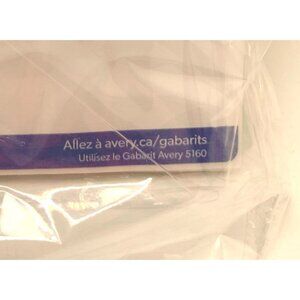 Allez à avery.ca/gabarits
Utilisez le Gabarit Avery 5160